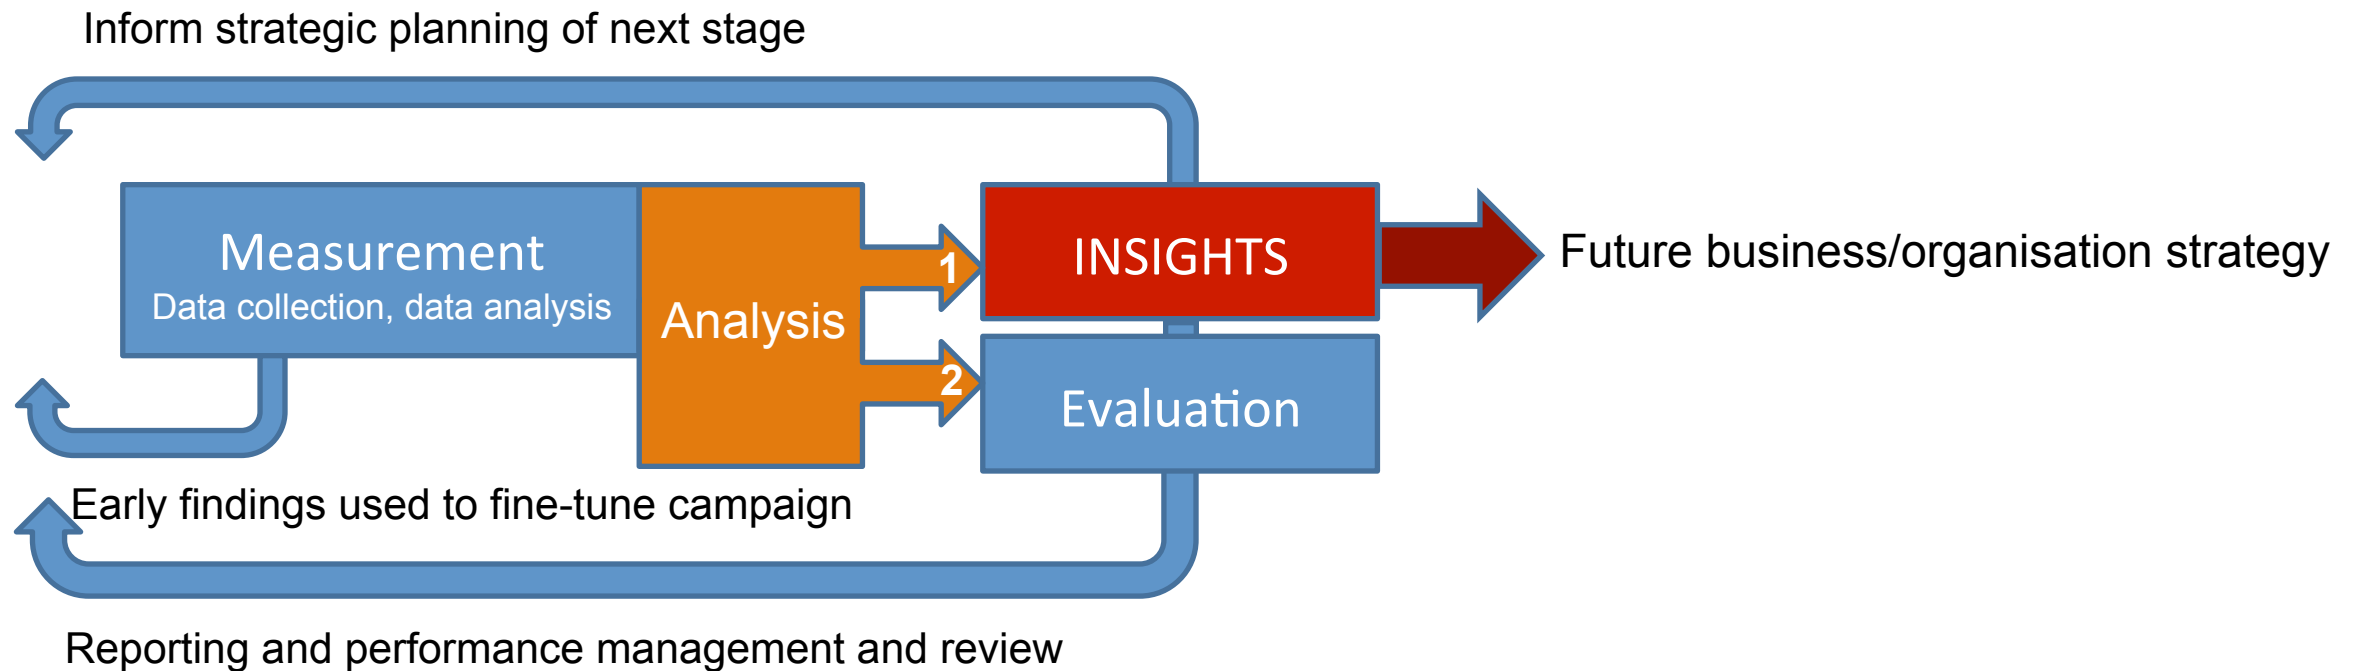 Inform strategic planning of next stage
Measurement
Data collection, data analysis
Analysis
1
2
INSIGHTS
Evaluation
Future business/organisation strategy
Early findings used to fine-tune campaign
Reporting and performance management and review